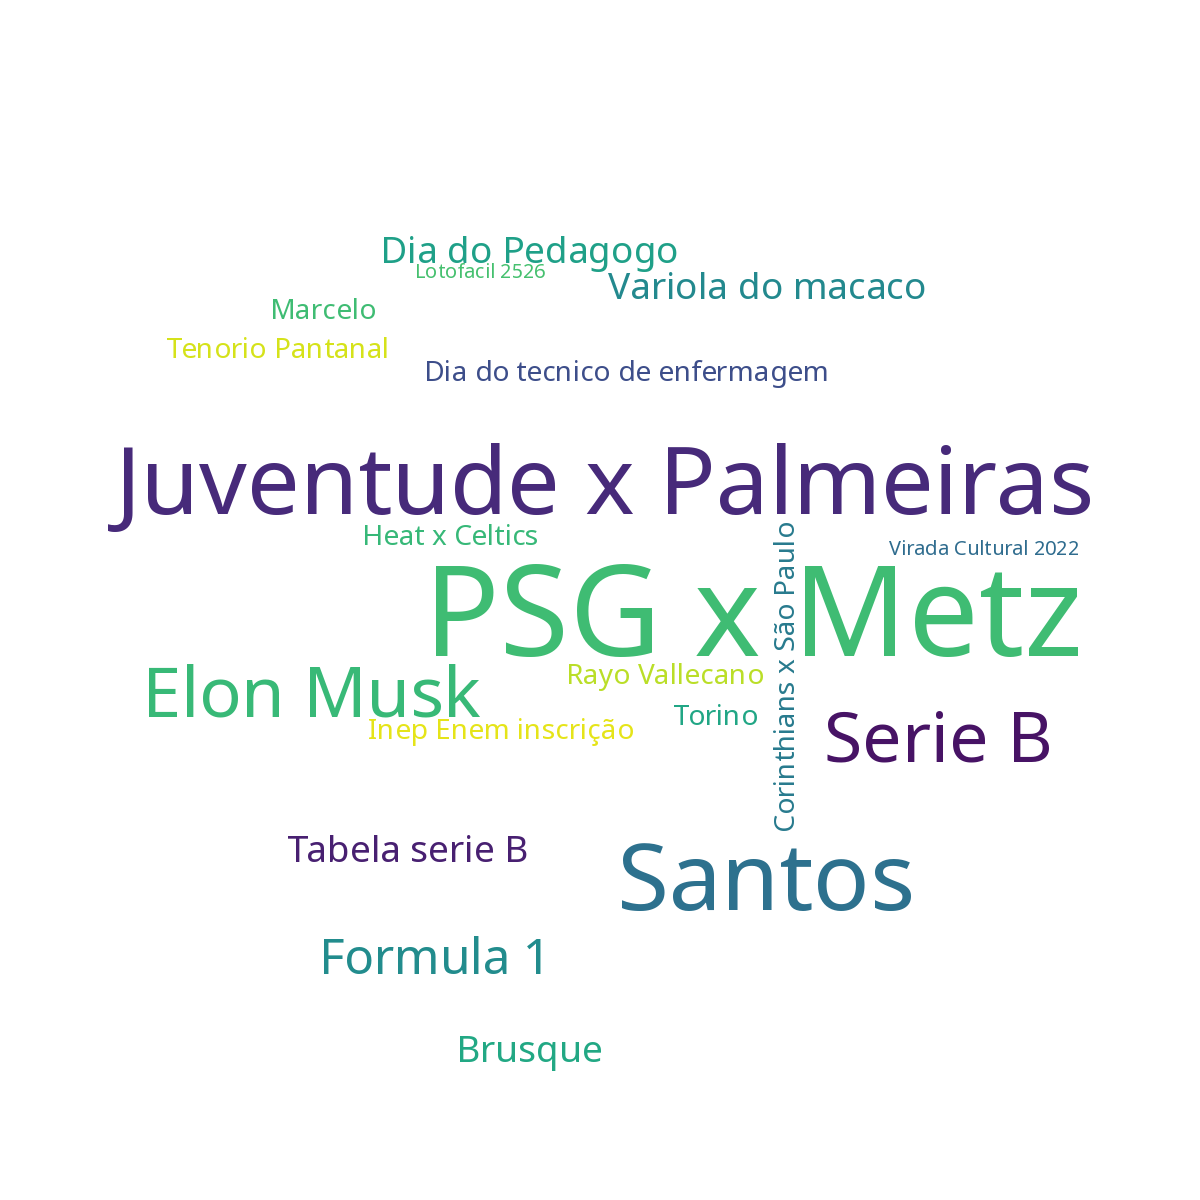 Dia do Pedagogo
Lotofacil 2526
Variola do macaco
Marcelo
Tenorio Pantanal
Dia do tecnico de enfermagem
Juventude x Palmeiras
Heat x Celtics
Corinthians x São Paulo
Virada Cultural 2022
PSG x Metz
Rayo Vallecano
Elon Musk
Torino
Inep Enem inscrição
Serie B
Tabela serie B
Santos
Formula 1
Brusque